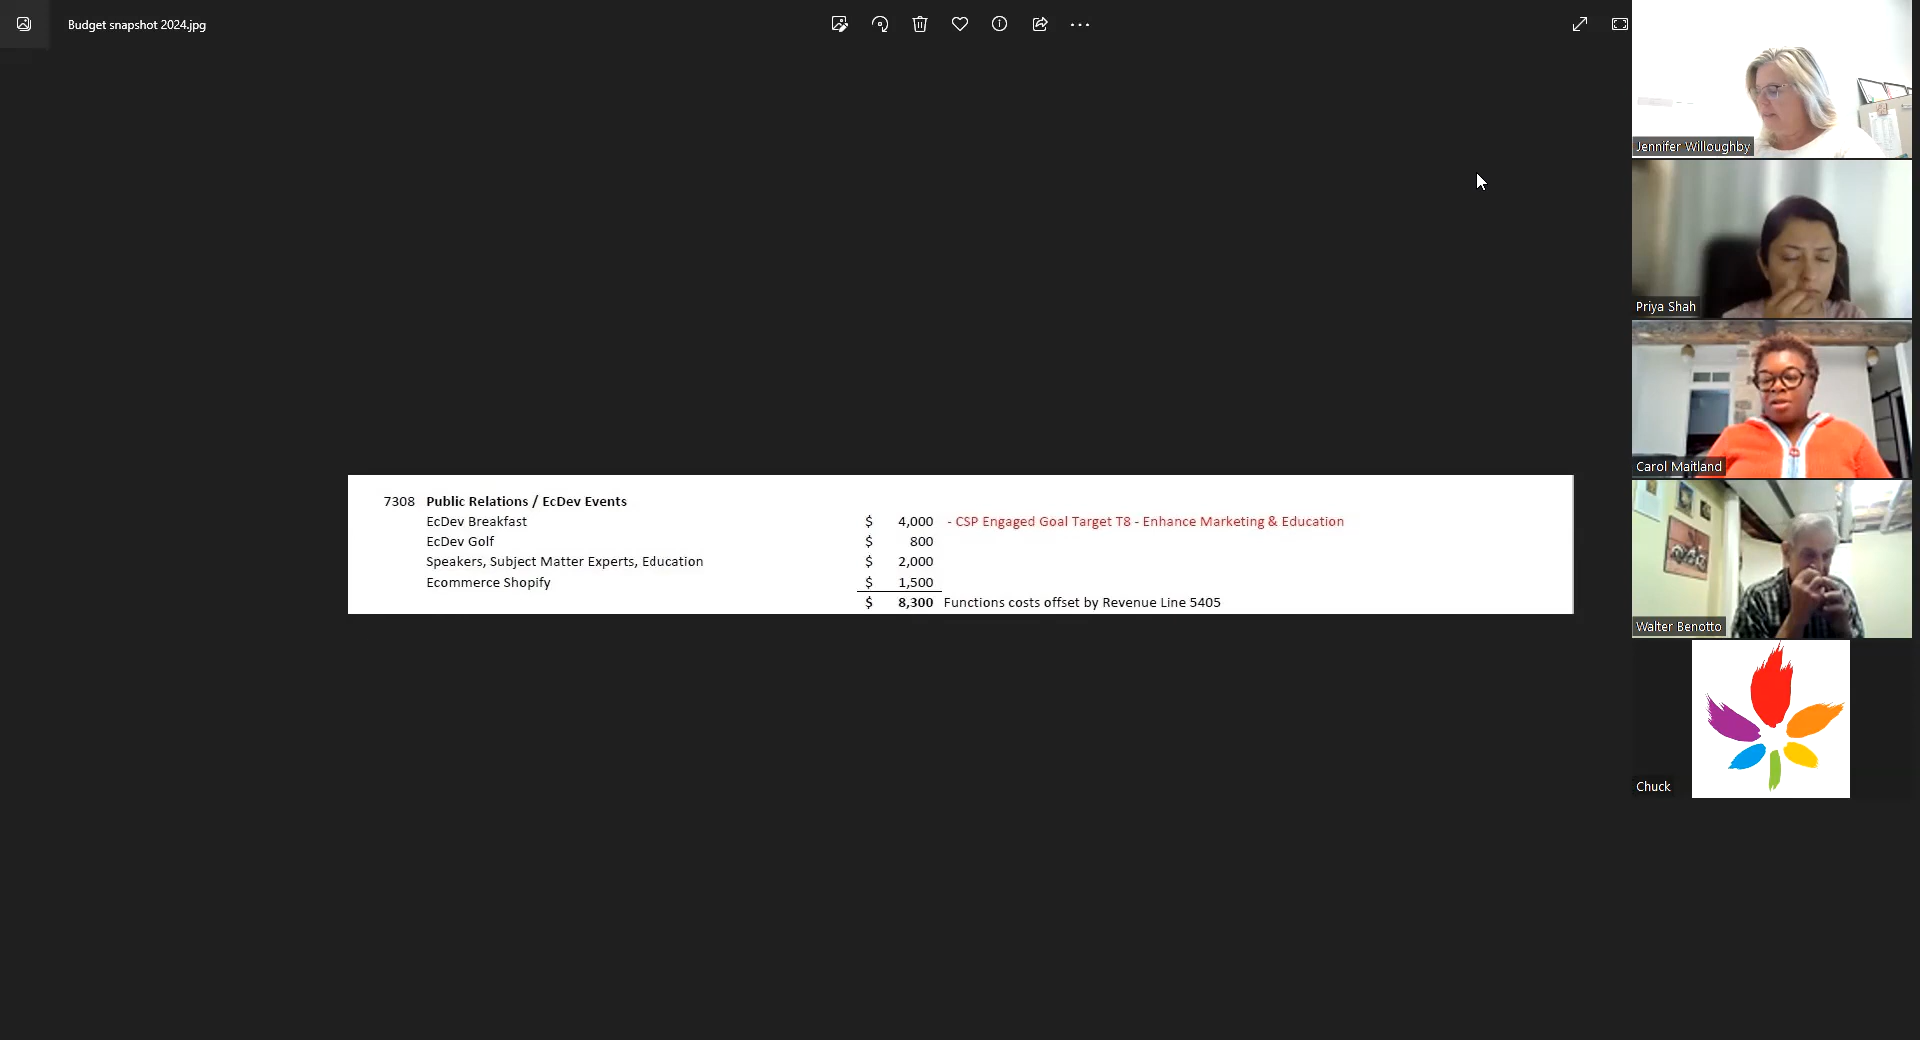 Budget snapshot 2024.jpg
Jennifer Willoughby
Priya Shah
Carol Maitland
7308 Public Relations / EcDev Events
EcDev Breakfast $ 4,000 - CSP Engaged Goal Target T8 - Enhance Marketing & Education
EcDev Golf $ 800
Speakers, Subject Matter Experts, Education $ 2,000
Ecommerce Shopify $ 1,500
$ 8,300 Functions costs offset by Revenue Line 5405
Walter Benotto
Chuck